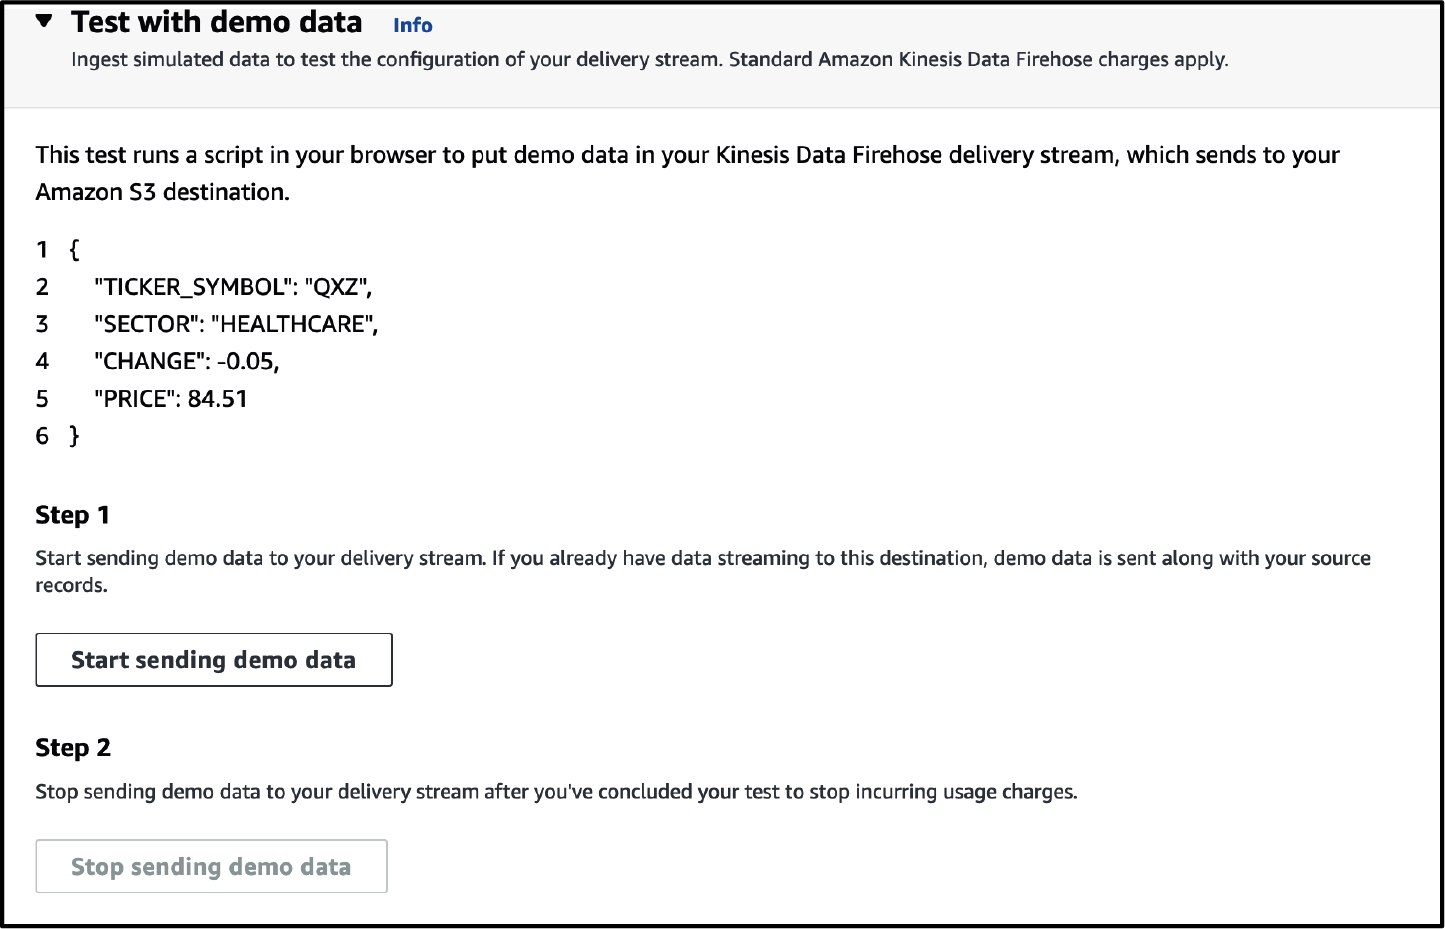 Test with demo data Info
Ingest simulated data to test the configuration of your delivery stream. Standard Amazon Kinesis Data Firehose charges apply.
This test runs a script in your browser to put demo data in your Kinesis Data Firehose delivery stream, which sends to your
Amazon S3 destination.
1 {
2 "TICKER_SYMBOL": "QXZ",
3 "SECTOR": "HEALTHCARE",
4 "CHANGE": -0.05,
5 "PRICE": 84.51
6 }
Step 1
Start sending demo data to your delivery stream. If you already have data streaming to this destination, demo data is sent along with your source
records.
Start sending demo data
Step 2
Stop sending demo data to your delivery stream after you've concluded your test to stop incurring usage charges.
Stop sending demo data